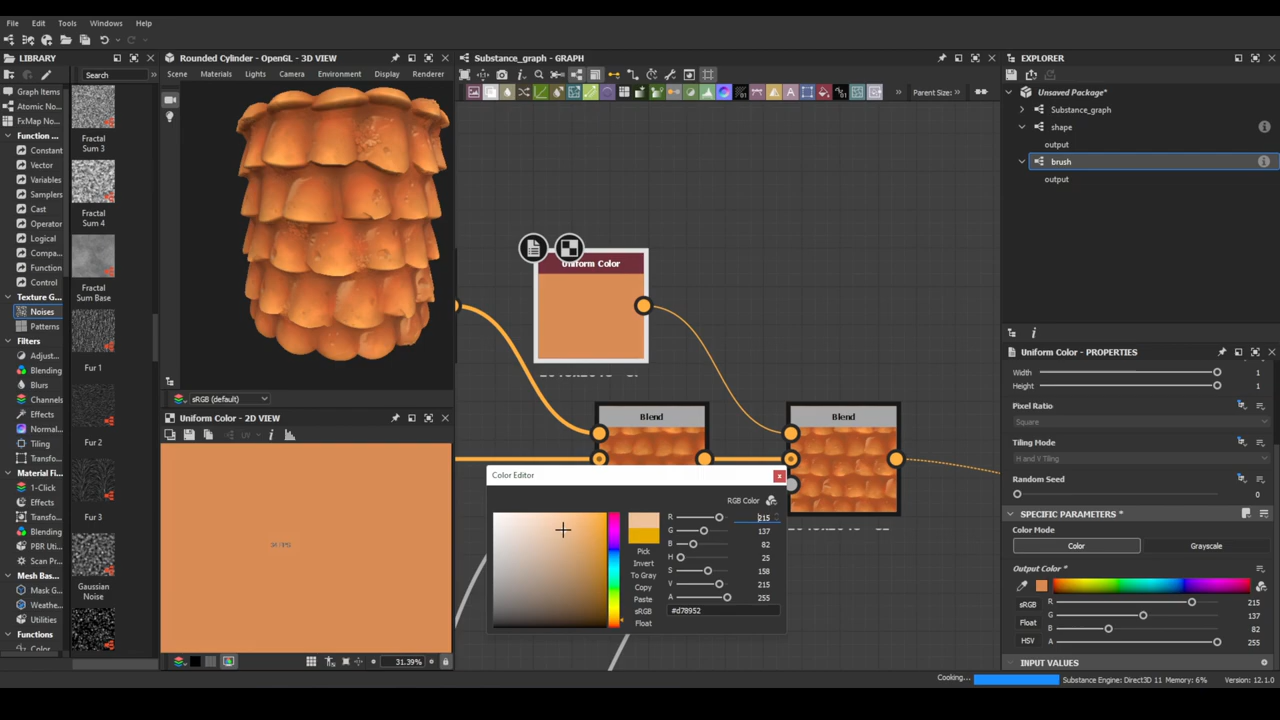 File Edit Tools Windows Help
LIBRARY
Search
Graph Items
Atomic No...
FxMap No...
Function ...
Constant
Vector
Variables
Samplers
Cast
Operator
Logical
Compa...
Function
Control
Texture G...
Noises
Patterns
Filters
Adjust...
Blending
Blurs
Channels
Effects
Normal...
Tiling
Transfo...
Material Fi...
1-Click
Effects
Transfo...
Blending
PBR Uti...
Scan Pr...
Mesh Base...
Mask G...
Weathe...
Utilities
Functions
Color
Fractal
Sum 3
Fractal
Sum 4
Fractal
Sum Base
Fur 1
Fur 2
Fur 3
Gaussian
Noise
Rounded Cylinder - OpenGL - 3D VIEW
Scene Materials Lights Camera Environment Display Renderer
sRGB (default)
Uniform Color - 2D VIEW
UV
31.39%
Substance_graph - GRAPH
Parent Size:
Uniform Color
Blend
Blend
Color Editor
RGB Color
R 215
G 137
B 82
H 25
S 158
V 215
A 255
#d78952
Pick
Invert
To Gray
Copy
Paste
sRGB
Float
EXPLORER
Unsaved Package*
Substance_graph
shape
output
brush
output
Uniform Color - PROPERTIES
Width 1
Height 1
Pixel Ratio
Square
Tiling Mode
H and V Tiling
Random Seed
0
SPECIFIC PARAMETERS *
Color Mode
Color Grayscale
Output Color *
sRGB
Float
HSV
R 215
G 137
B 82
A 255
INPUT VALUES
Cooking... Substance Engine: Direct3D 11 Memory: 6% Version: 12.1.0